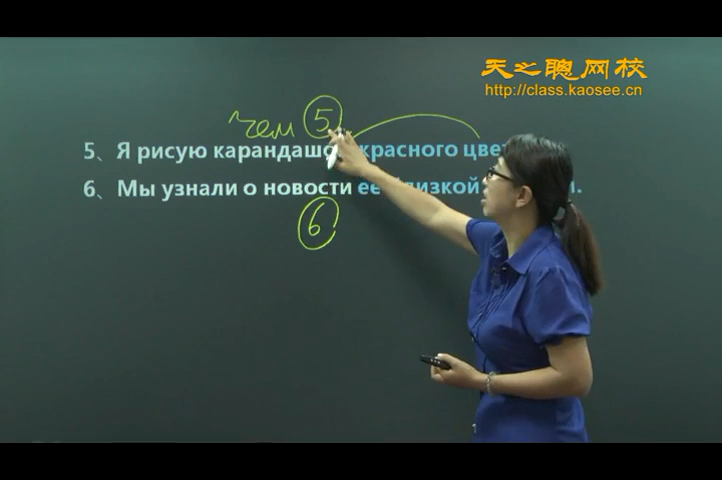 天之聪网校
http://class.kaosee.cn
чем 5
5、Я рисую красного
6、Мы узнали о новости
6